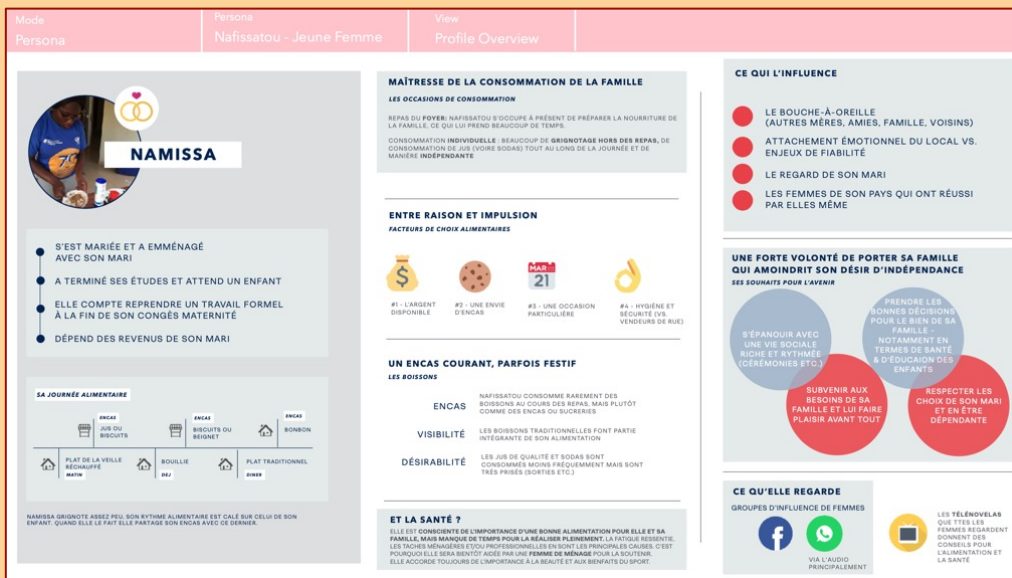 Mode
Persona
Persona
Nafissatou - Jeune Femme
View
Profile Overview
NAMISSA
S'EST MARIÉE ET A EMMÉNAGÉ
AVEC SON MARI
A TERMINÉ SES ÉTUDES ET ATTEND UN ENFANT
ELLE COMPTE REPRENDRE UN TRAVAIL FORMEL
À LA FIN DE SON CONGÈS MATERNITÉ
DÉPEND DES REVENUS DE SON MARI
SA JOURNÉE ALIMENTAIRE
ENCAS
JUS OU
BISCUITS
ENCAS
BISCUITS OU
BEIGNET
ENCAS
BONBON
PLAT DE LA VEILLE
RÉCHAUFFÉ
MATIN
BOUILLIE
DEJ
PLAT TRADITIONNEL
DINER
NAMISSA GRIGNOTE ASSEZ PEU, SON RYTHME ALIMENTAIRE EST CALÉ SUR CELUI DE SON
ENFANT. QUAND ELLE LE FAIT ELLE PARTAGE SON ENCAS AVEC CE DERNIER.
MAÎTRESSE DE LA CONSOMMATION DE LA FAMILLE
LES OCCASIONS DE CONSOMMATION
REPAS DU FOYER: NAFISSATOU S'OCCUPE À PRÉSENT DE PRÉPARER LA NOURRITURE DE
LA FAMILLE, CE QUI LUI PREND BEAUCOUP DE TEMPS.
CONSOMMATION INDIVIDUELLE : BEAUCOUP DE GRIGNOTAGE HORS DES REPAS, DE
CONSOMMATION DE JUS (VOIRE SODAS) TOUT AU LONG DE LA JOURNÉE ET DE
MANIÈRE INDÉPENDANTE
ENTRE RAISON ET IMPULSION
FACTEURS DE CHOIX ALIMENTAIRES
MAR
21
#1 - L'ARGENT
DISPONIBLE
#2 - UNE ENVIE
D'ENCAS
#3 - UNE OCCASION
PARTICULIÈRE
#4 - HYGIÈNE ET
SÉCURITÉ (VS.
VENDEURS DE RUE)
UN ENCAS COURANT, PARFOIS FESTIF
LES BOISSONS
ENCAS
NAFISSATOU CONSOMME RAREMENT DES
BOISSONS AU COURS DES REPAS, MAIS PLUTÔT
COMME DES ENCAS OU SUCRERIES
VISIBILITÉ
LES BOISSONS TRADITIONELLES FONT PARTIE
INTÉGRANTE DE SON ALIMENTATION
DÉSIRABILITÉ
LES JUS DE QUALITÉ ET SODAS SONT
CONSOMMÉS MOINS FRÉQUEMMENT MAIS SONT
TRÈS PRISÉS (SORTIES ETC.)
ET LA SANTÉ ?
ELLE EST CONSCIENTE DE L'IMPORTANCE D'UNE BONNE ALIMENTATION POUR ELLE ET SA
FAMILLE, MAIS MANQUE DE TEMPS POUR LA RÉALISER PLEINEMENT. LA FATIGUE RESSENTIE,
LES TÂCHES MÉNAGÈRES ET/OU PROFESSIONNELLES EN SONT LES PRINCIPALES CAUSES. C'EST
POURQUOI ELLE SERA BIENTÔT AIDÉE PAR UNE FEMME DE MÉNAGE POUR LA SOUTENIR.
ELLE ACCORDE TOUJOURS DE L'IMPORTANCE À LA BEAUTÉ ET AUX BIENFAITS DU SPORT.
CE QUI L'INFLUENCE
LE BOUCHE-À-OREILLE
(AUTRES MÈRES, AMIES, FAMILLE, VOISINS)
ATTACHEMENT ÉMOTIONNEL DU LOCAL VS.
ENJEUX DE FIABILITÉ
LE REGARD DE SON MARI
LES FEMMES DE SON PAYS QUI ONT RÉUSSI
PAR ELLES MÊME
UNE FORTE VOLONTÉ DE PORTER SA FAMILLE
QUI AMOINDRIT SON DÉSIR D'INDÉPENDANCE
SES SOUHAITS POUR L'AVENIR
S'ÉPANOUIR AVEC
UNE VIE SOCIALE
RICHE ET RYTHMÉE
(CÉRÉMONIES ETC.)
PRENDRE LES
BONNES DÉCISIONS
POUR LE BIEN DE SA
FAMILLE -
NOTAMMENT EN
TERMES DE SANTÉ
& D'ÉDUCAION DES
ENFANTS
SUBVENIR AUX
BESOINS DE SA
FAMILLE ET LUI FAIRE
PLAISIR AVANT TOUT
RESPECTER LES
CHOIX DE SON MARI
ET EN ÊTRE
DÉPENDANTE
CE QU'ELLE REGARDE
GROUPES D'INFLUENCE DE FEMMES
VIA L'AUDIO
PRINCIPALEMENT
LES TÉLÉNOVELAS
QUE TTES LES
FEMMES REGARDENT
DONNENT DES
CONSEILS POUR
L'ALIMENTATION ET
LA SANTÉ